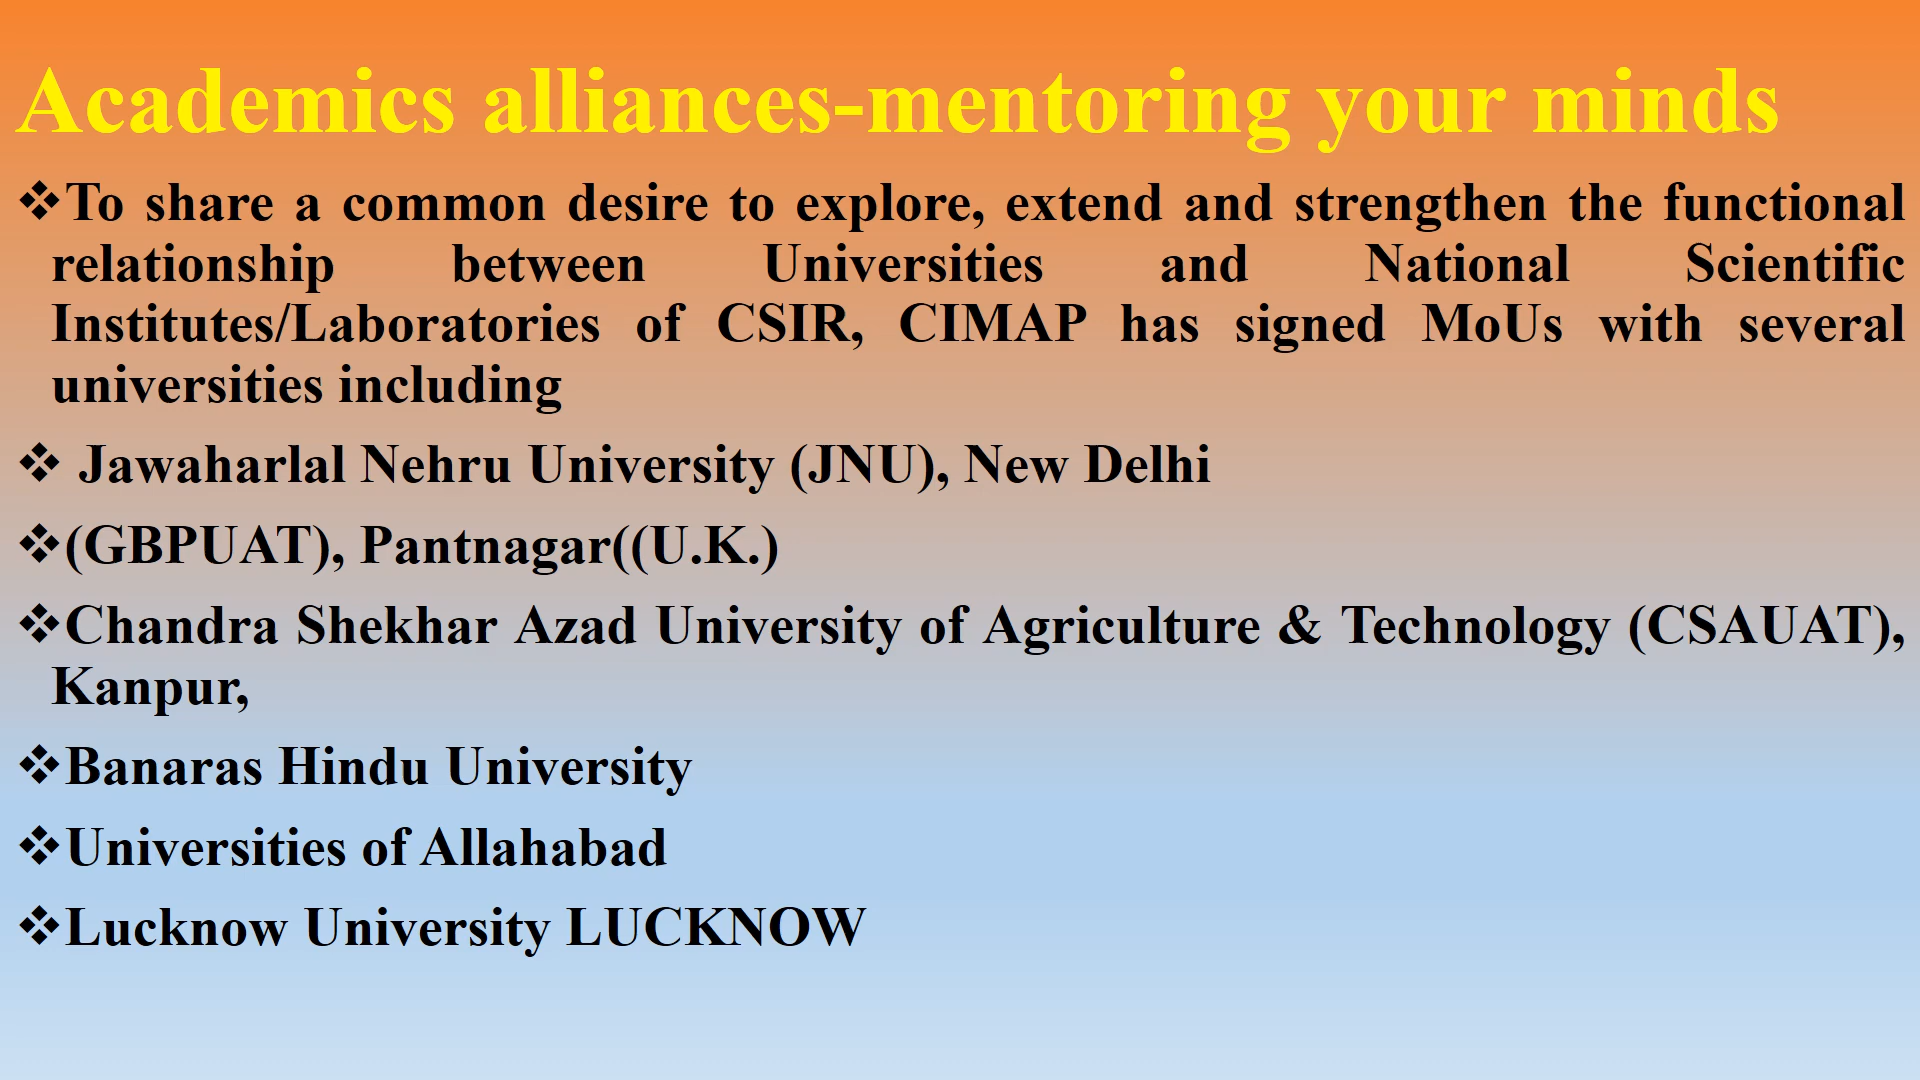 Academics alliances-mentoring your minds
❖To share a common desire to explore, extend and strengthen the functional
relationship between Universities and National Scientific
Institutes/Laboratories of CSIR, CIMAP has signed MoUs with several
universities including
❖ Jawaharlal Nehru University (JNU), New Delhi
❖(GBPUAT), Pantnagar((U.K.)
❖Chandra Shekhar Azad University of Agriculture & Technology (CSAUAT),
Kanpur,
❖Banaras Hindu University
❖Universities of Allahabad
❖Lucknow University LUCKNOW